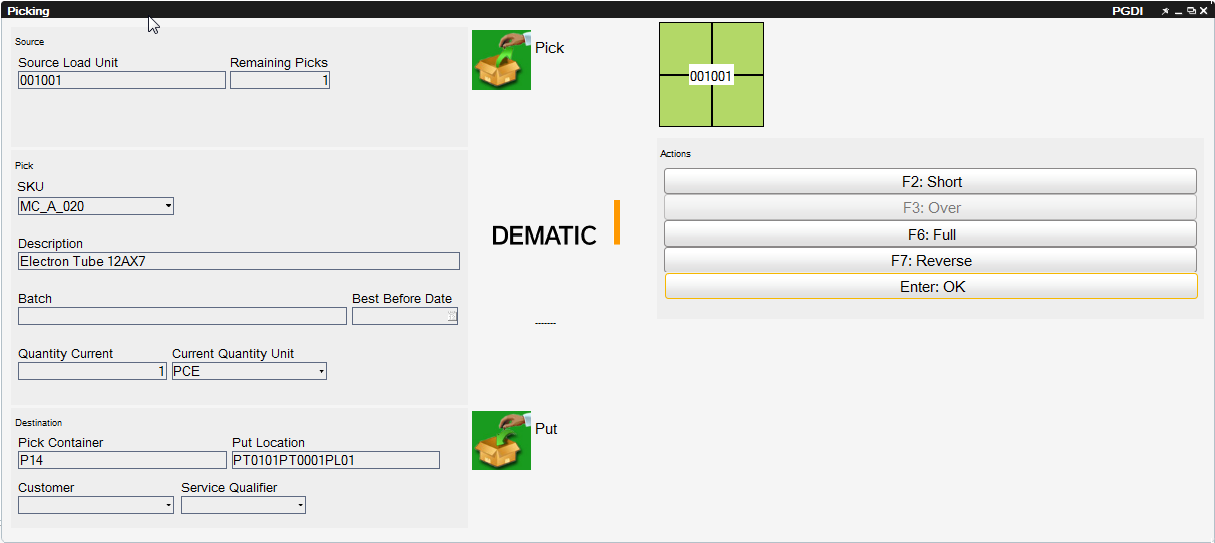 Picking PGDI
Source
Source Load Unit Remaining Picks
001001 1
Pick
001001
Pick
SKU
MC_A_020
Description
Electron Tube 12AX7
Batch Best Before Date
Quantity Current Current Quantity Unit
1 PCE
DEMATIC
-------
Actions
F2: Short
F3: Over
F6: Full
F7: Reverse
Enter: OK
Destination
Pick Container Put Location
P14 PT0101PT0001PL01
Customer Service Qualifier
Put